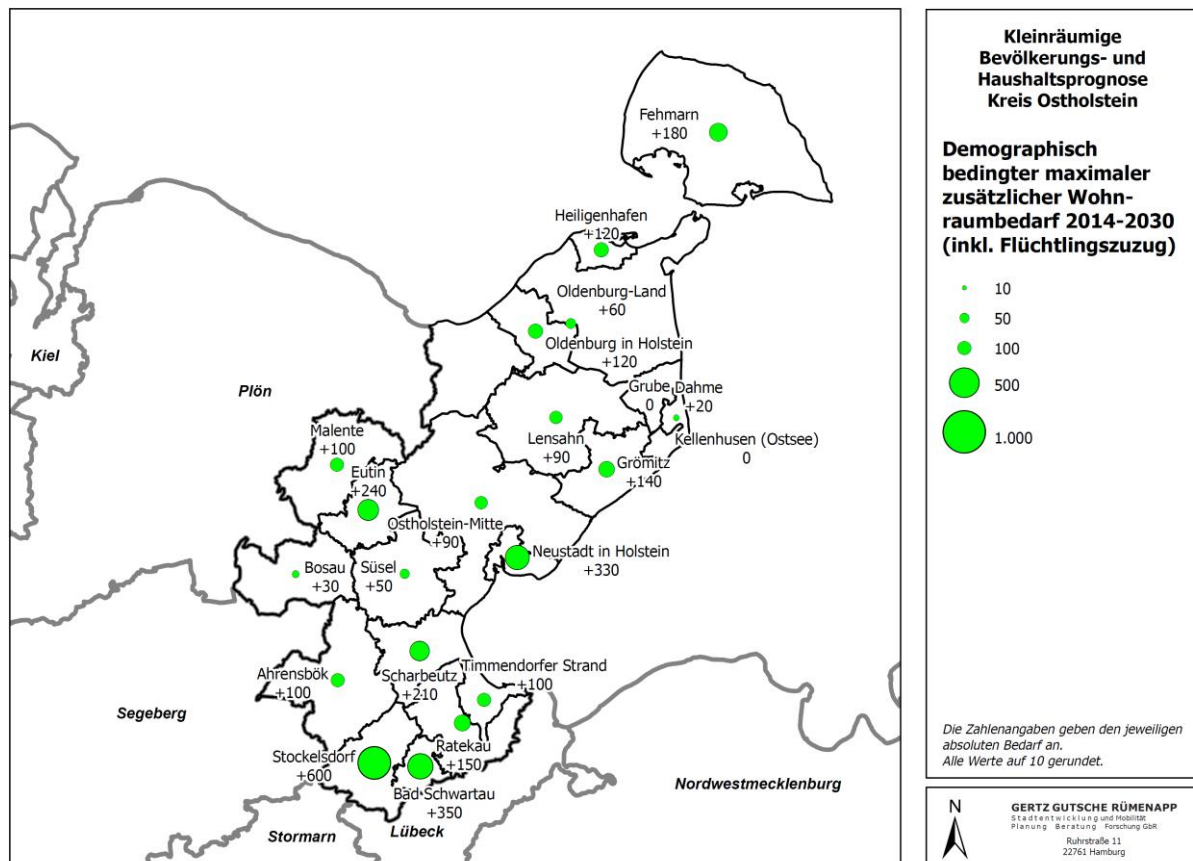 Fehmarn
+180
Heiligenhafen
+120
Oldenburg-Land
+60
Oldenburg in Holstein
+120
Kiel
Plön
Grube
0
Dahme
+20
Malente
+100
Lensahn
+90
Kellenhusen (Ostsee)
0
Grömitz
+140
Eutin
+240
Ostholstein-Mitte
+90
Neustadt in Holstein
+330
Bosau
+30
Süsel
+50
Ahrensbök
+100
Scharbeutz
+210
Timmendorfer Strand
+100
Segeberg
Stockelsdorf
+600
Ratekau
+150
Bad Schwartau
+350
Nordwestmecklenburg
Stormarn
Lübeck
Kleinräumige
Bevölkerungs- und
Haushaltsprognose
Kreis Ostholstein
Demographisch
bedingter maximaler
zusätzlicher Wohn-
raumbedarf 2014-2030
(inkl. Flüchtlingszuzug)
10
50
100
500
1.000
Die Zahlenangaben geben den jeweiligen
absoluten Bedarf an.
Alle Werte auf 10 gerundet.
N
GERTZ GUTSCHE RÜMENAPP
Stadtentwicklung und Mobilität
Planung Beratung Forschung GbR
Ruhrstraße 11
22761 Hamburg